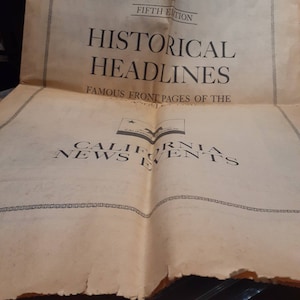 FIFTH EDITION
HISTORICAL
HEADLINES
FAMOUS FRONT PAGES OF THE
CALIFORNIA
NEWS EVENTS